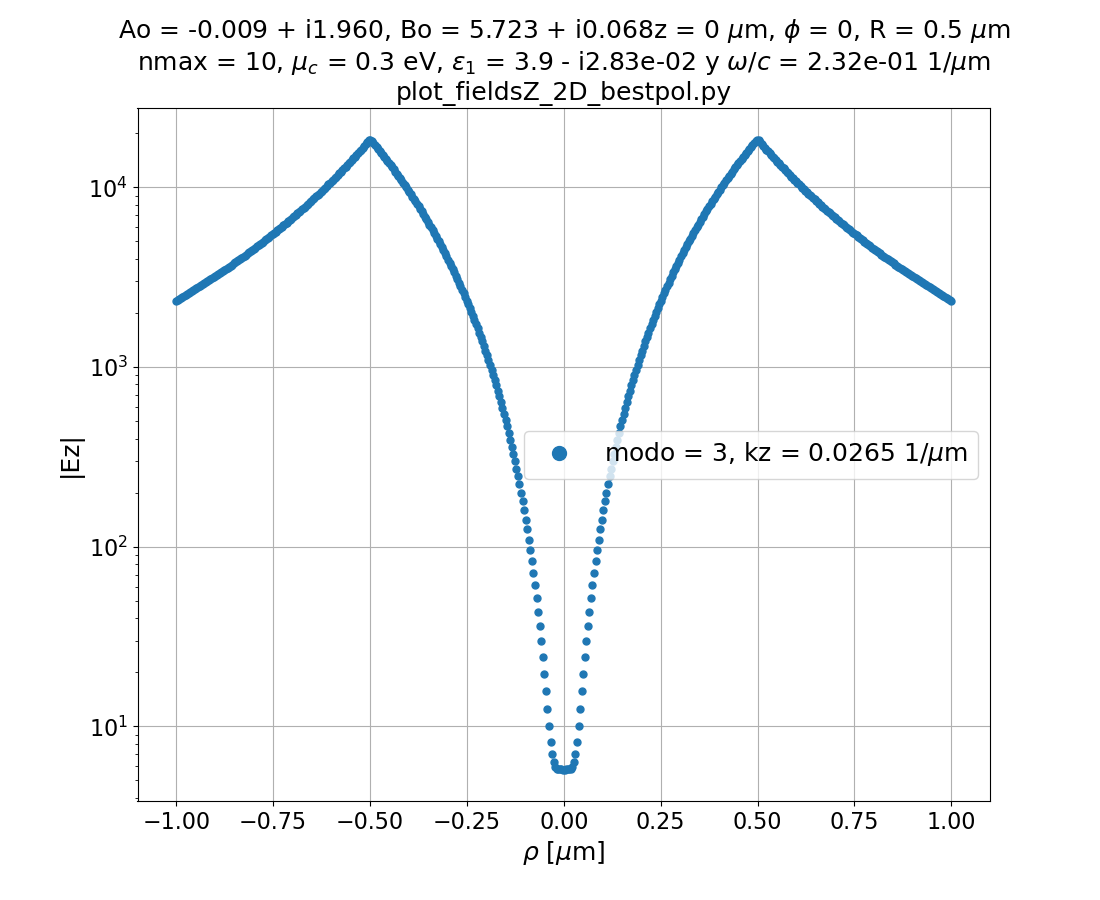 Ao = -0.009 + i1.960, Bo = 5.723 + i0.068z = 0 μm, ϕ = 0, R = 0.5 μm
nmax = 10, μ_c = 0.3 eV, ε₁ = 3.9 - i2.83e-02 y ω/c = 2.32e-01 1/μm
plot_fieldsZ_2D_bestpol.py
|Ez|
10⁴
10³
10²
10¹
modo = 3, kz = 0.0265 1/μm
−1.00 −0.75 −0.50 −0.25 0.00 0.25 0.50 0.75 1.00
ρ [μm]